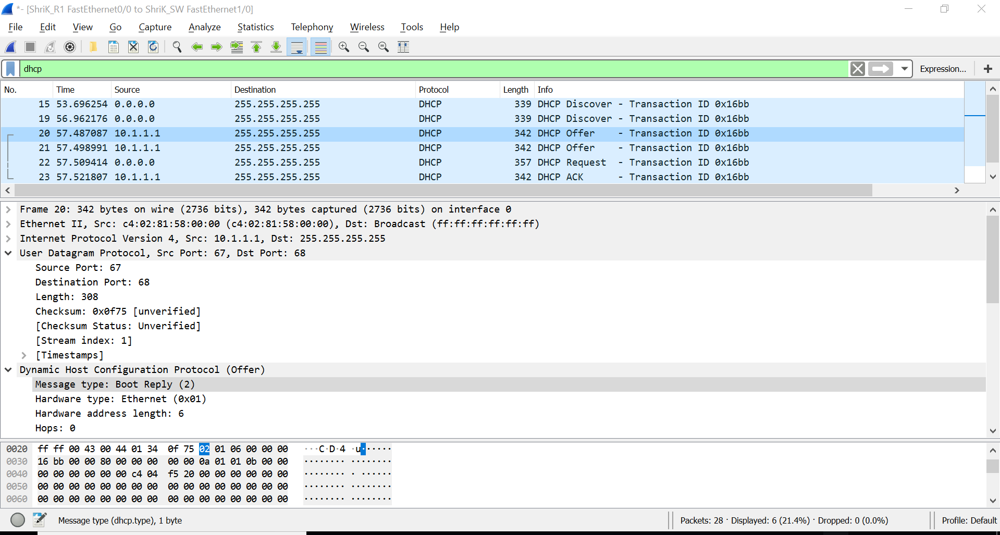 *- [ShriK_R1 FastEthernet0/0 to ShriK_SW FastEthernet1/0]
File Edit View Go Capture Analyze Statistics Telephony Wireless Tools Help
dhcp Expression... +
No. Time Source Destination Protocol Length Info
15 53.696254 0.0.0.0 255.255.255.255 DHCP 339 DHCP Discover - Transaction ID 0x16bb
19 56.962176 0.0.0.0 255.255.255.255 DHCP 339 DHCP Discover - Transaction ID 0x16bb
20 57.487087 10.1.1.1 255.255.255.255 DHCP 342 DHCP Offer - Transaction ID 0x16bb
21 57.498991 10.1.1.1 255.255.255.255 DHCP 342 DHCP Offer - Transaction ID 0x16bb
22 57.509414 0.0.0.0 255.255.255.255 DHCP 357 DHCP Request - Transaction ID 0x16bb
23 57.521807 10.1.1.1 255.255.255.255 DHCP 342 DHCP ACK - Transaction ID 0x16bb
Frame 20: 342 bytes on wire (2736 bits), 342 bytes captured (2736 bits) on interface 0
Ethernet II, Src: c4:02:81:58:00:00 (c4:02:81:58:00:00), Dst: Broadcast (ff:ff:ff:ff:ff:ff)
Internet Protocol Version 4, Src: 10.1.1.1, Dst: 255.255.255.255
User Datagram Protocol, Src Port: 67, Dst Port: 68
Source Port: 67
Destination Port: 68
Length: 308
Checksum: 0x0f75 [unverified]
[Checksum Status: Unverified]
[Stream index: 1]
[Timestamps]
Dynamic Host Configuration Protocol (Offer)
Message type: Boot Reply (2)
Hardware type: Ethernet (0x01)
Hardware address length: 6
Hops: 0
0020 ff ff 00 43 00 44 01 34 0f 75 02 01 06 00 00 00 ···C·D·4 ·u······
0030 16 bb 00 00 80 00 00 00 00 00 0a 01 01 0b 00 00 ········ ········
0040 00 00 00 00 00 00 c4 04 f5 20 00 00 00 00 00 00 ········ · ······
0050 00 00 00 00 00 00 00 00 00 00 00 00 00 00 00 00 ········ ········
0060 00 00 00 00 00 00 00 00 00 00 00 00 00 00 00 00 ········ ········
Message type (dhcp.type), 1 byte Packets: 28 · Displayed: 6 (21.4%) · Dropped: 0 (0.0%) Profile: Default